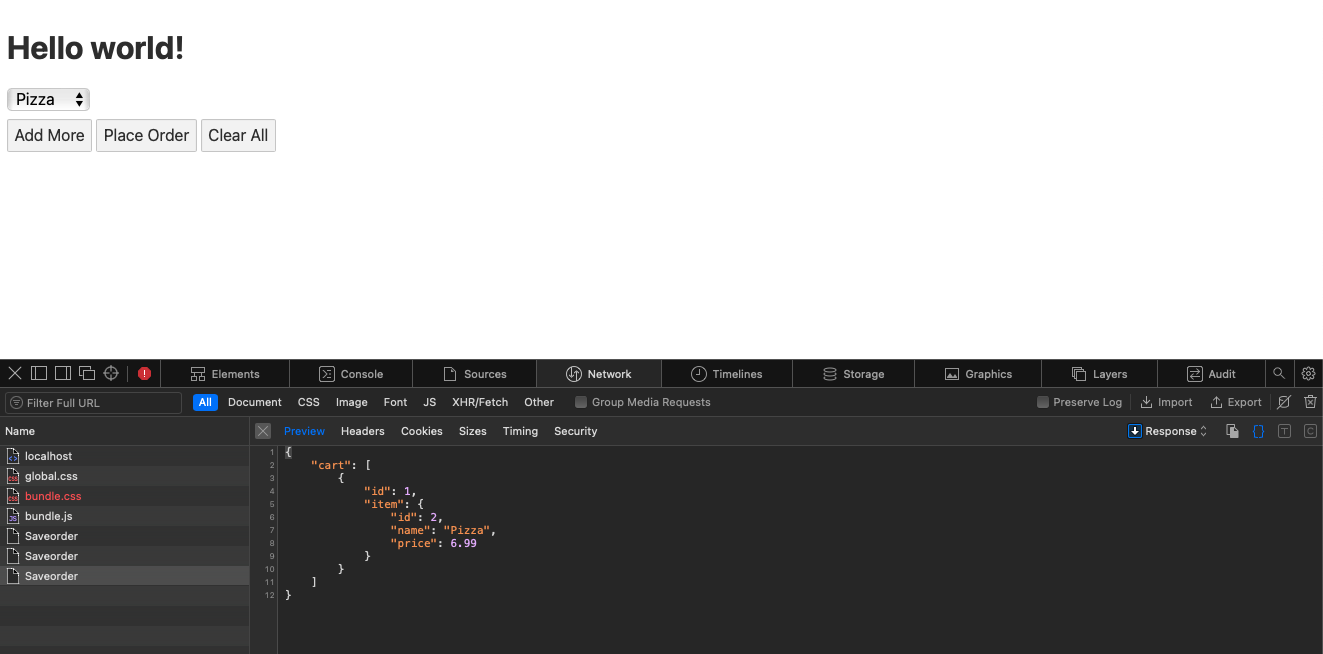 Hello world!
Pizza
Add More Place Order Clear All
Elements Console Sources Network Timelines Storage Graphics Layers Audit
Filter Full URL All Document CSS Image Font JS XHR/Fetch Other Group Media Requests Preserve Log Import Export
Name Preview Headers Cookies Sizes Timing Security Response {} T C
localhost
global.css
bundle.css
bundle.js
Saveorder
Saveorder
Saveorder
1 {
2 "cart": [
3 {
4 "id": 1,
5 "item": {
6 "id": 2,
7 "name": "Pizza",
8 "price": 6.99
9 }
10 }
11 ]
12 }